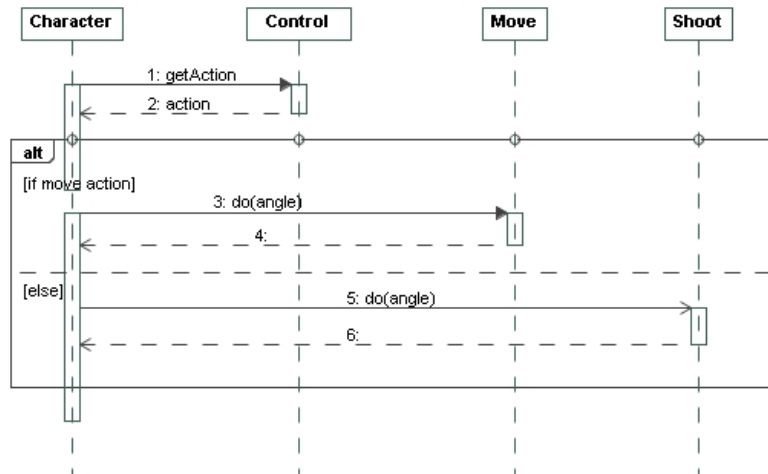 Character
Control
Move
Shoot
1: getAction
2: action
alt
[if move action]
3: do(angle)
4:
[else]
5: do(angle)
6: